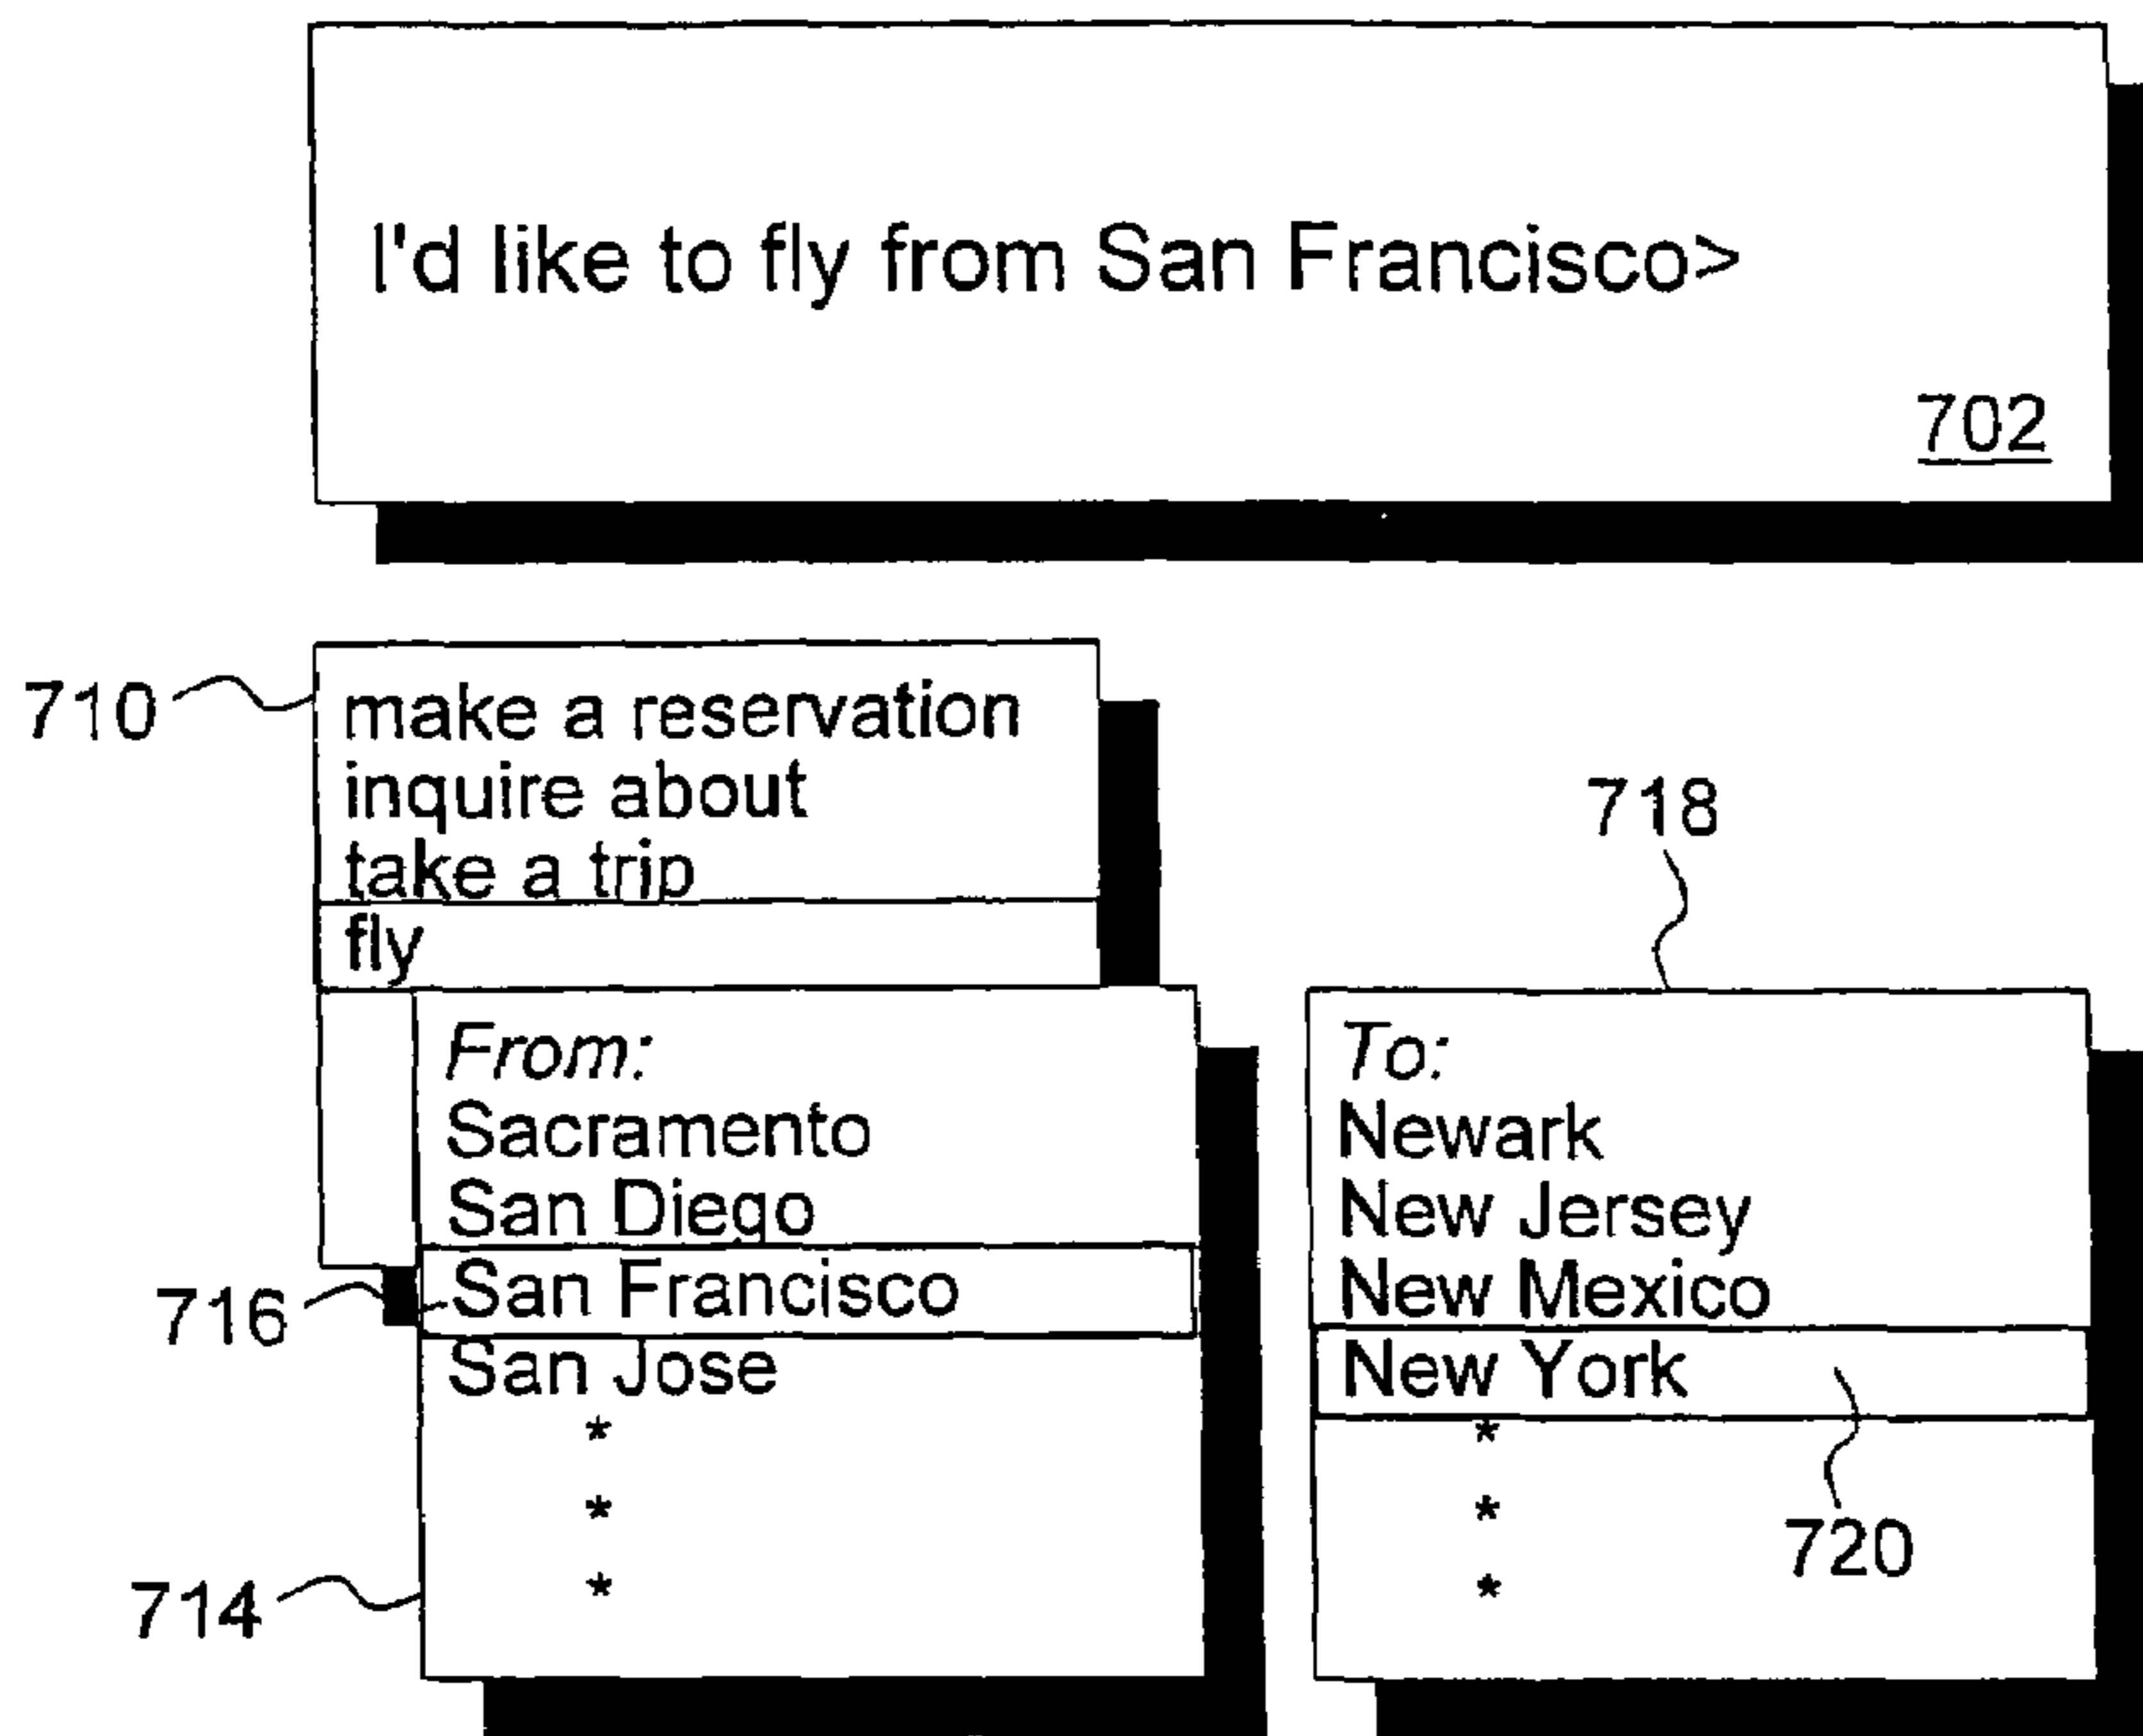 I'd like to fly from San Francisco>
702
710
make a reservation
inquire about
take a trip
fly
718
From:
Sacramento
San Diego
San Francisco
San Jose
*
*
*
716
714
To:
Newark
New Jersey
New Mexico
New York
*
*
*
720